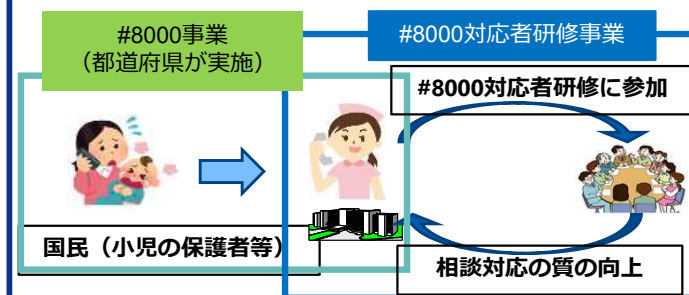 #8000事業
（都道府県が実施）
#8000対応者研修事業
#8000対応者研修に参加
国民（小児の保護者等）
相談対応の質の向上